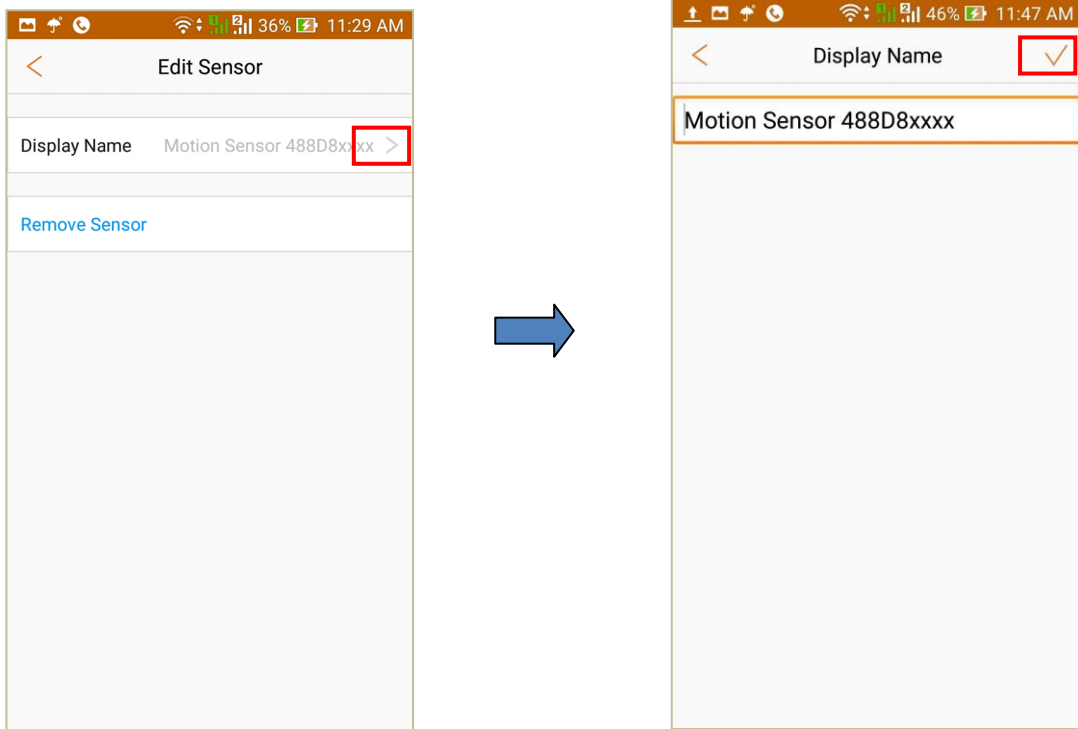 36% 11:29 AM
Edit Sensor
Display Name Motion Sensor 488D8xxxx >
Remove Sensor
46% 11:47 AM
Display Name
Motion Sensor 488D8xxxx